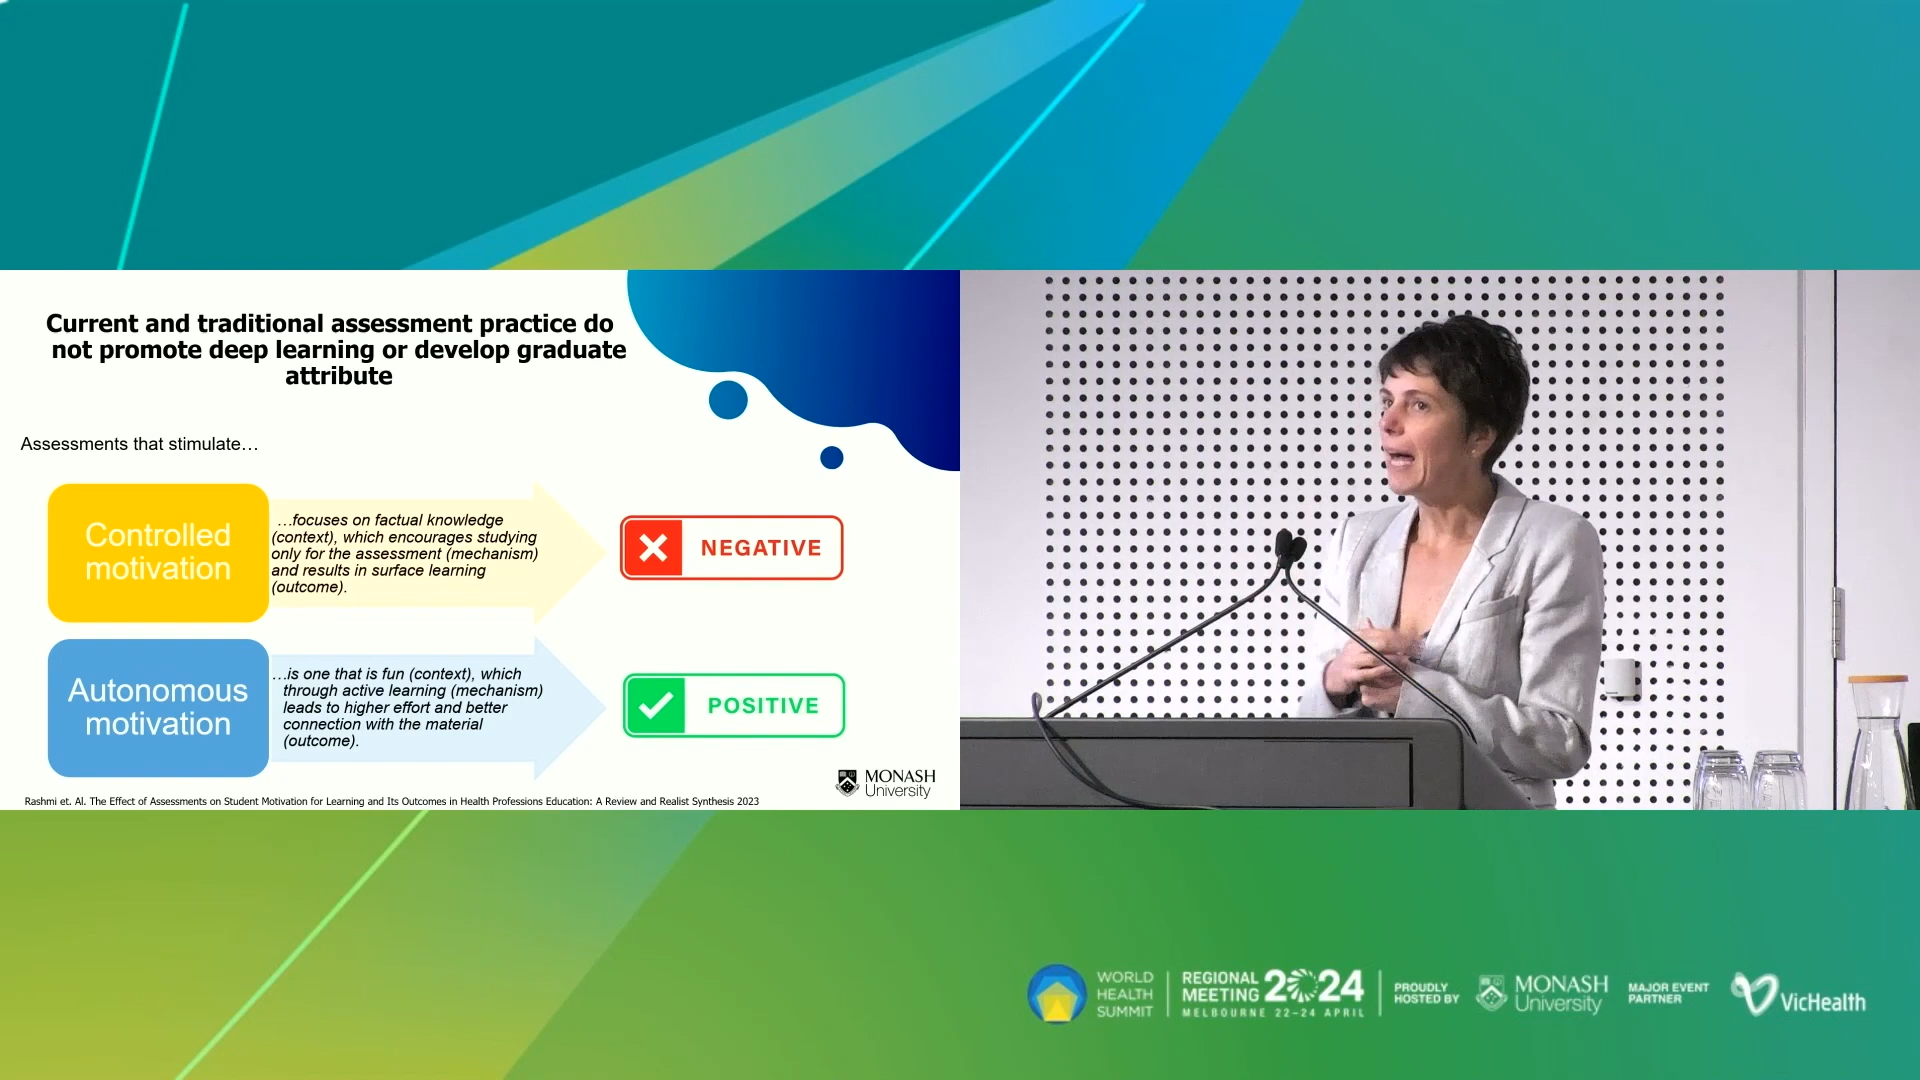 Current and traditional assessment practice do
not promote deep learning or develop graduate
attribute
Assessments that stimulate…
Controlled
motivation
…focuses on factual knowledge
(context), which encourages studying
only for the assessment (mechanism)
and results in surface learning
(outcome).
NEGATIVE
Autonomous
motivation
…is one that is fun (context), which
through active learning (mechanism)
leads to higher effort and better
connection with the material
(outcome).
POSITIVE
MONASH
University
Rashmi et. Al. The Effect of Assessments on Student Motivation for Learning and Its Outcomes in Health Professions Education: A Review and Realist Synthesis 2023
WORLD
HEALTH
SUMMIT
REGIONAL
MEETING 2024
MELBOURNE 22–24 APRIL
PROUDLY
HOSTED BY
MONASH
University
MAJOR EVENT
PARTNER
VicHealth